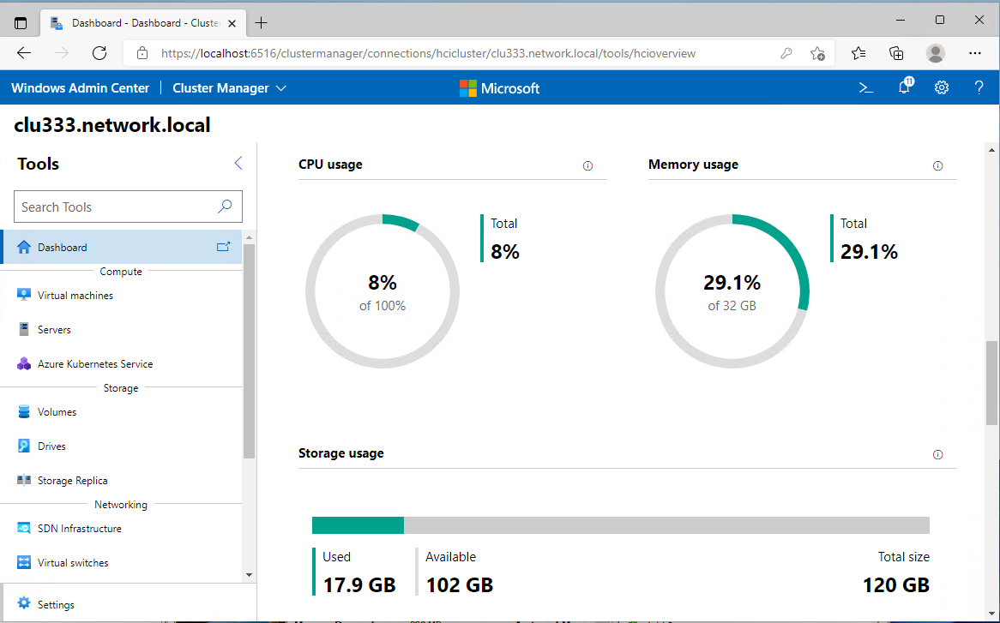 Dashboard - Dashboard - Cluste
https://localhost:6516/clustermanager/connections/hcicluster/clu333.network.local/tools/hcioverview
Windows Admin Center
Cluster Manager
Microsoft
11
clu333.network.local
Tools
Search Tools
Dashboard
Compute
Virtual machines
Servers
Azure Kubernetes Service
Storage
Volumes
Drives
Storage Replica
Networking
SDN Infrastructure
Virtual switches
Settings
CPU usage
8%
of 100%
Total
8%
Memory usage
29.1%
of 32 GB
Total
29.1%
Storage usage
Used
17.9 GB
Available
102 GB
Total size
120 GB